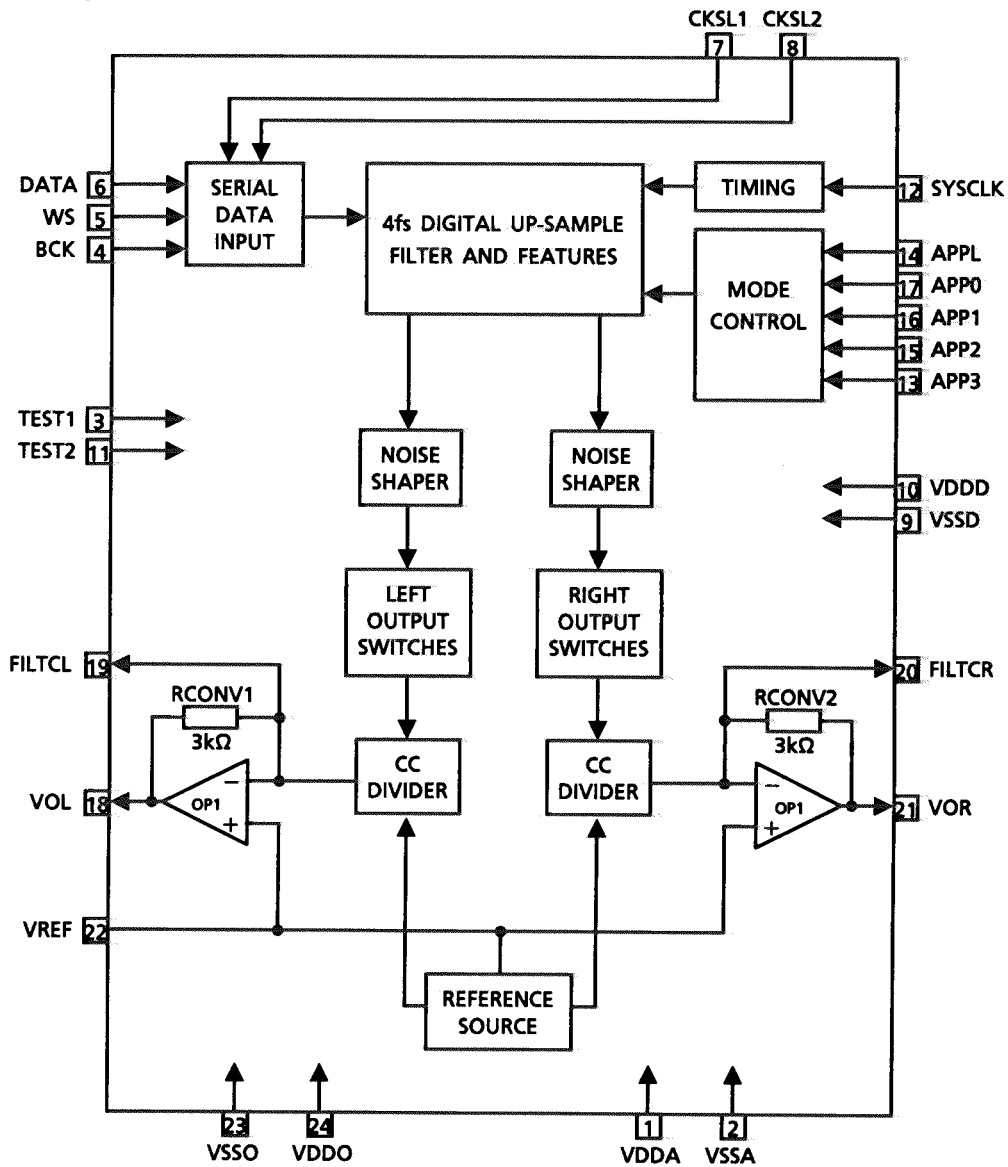 CKSL1 CKSL2
7 8
DATA 6
WS 5
BCK 4
SERIAL
DATA
INPUT
4fs DIGITAL UP-SAMPLE
FILTER AND FEATURES
TIMING
12 SYSCLK
MODE
CONTROL
14 APPL
17 APP0
16 APP1
15 APP2
13 APP3
TEST1 3
TEST2 11
NOISE
SHAPER
NOISE
SHAPER
10 VDDD
9 VSSD
LEFT
OUTPUT
SWITCHES
RIGHT
OUTPUT
SWITCHES
FILTCL 19
20 FILTCR
RCONV1
3kΩ
RCONV2
3kΩ
CC
DIVIDER
CC
DIVIDER
VOL 18
OP1
−
+
OP1
−
+
21 VOR
VREF 22
REFERENCE
SOURCE
23 24 1 2
VSSO VDDO VDDA VSSA